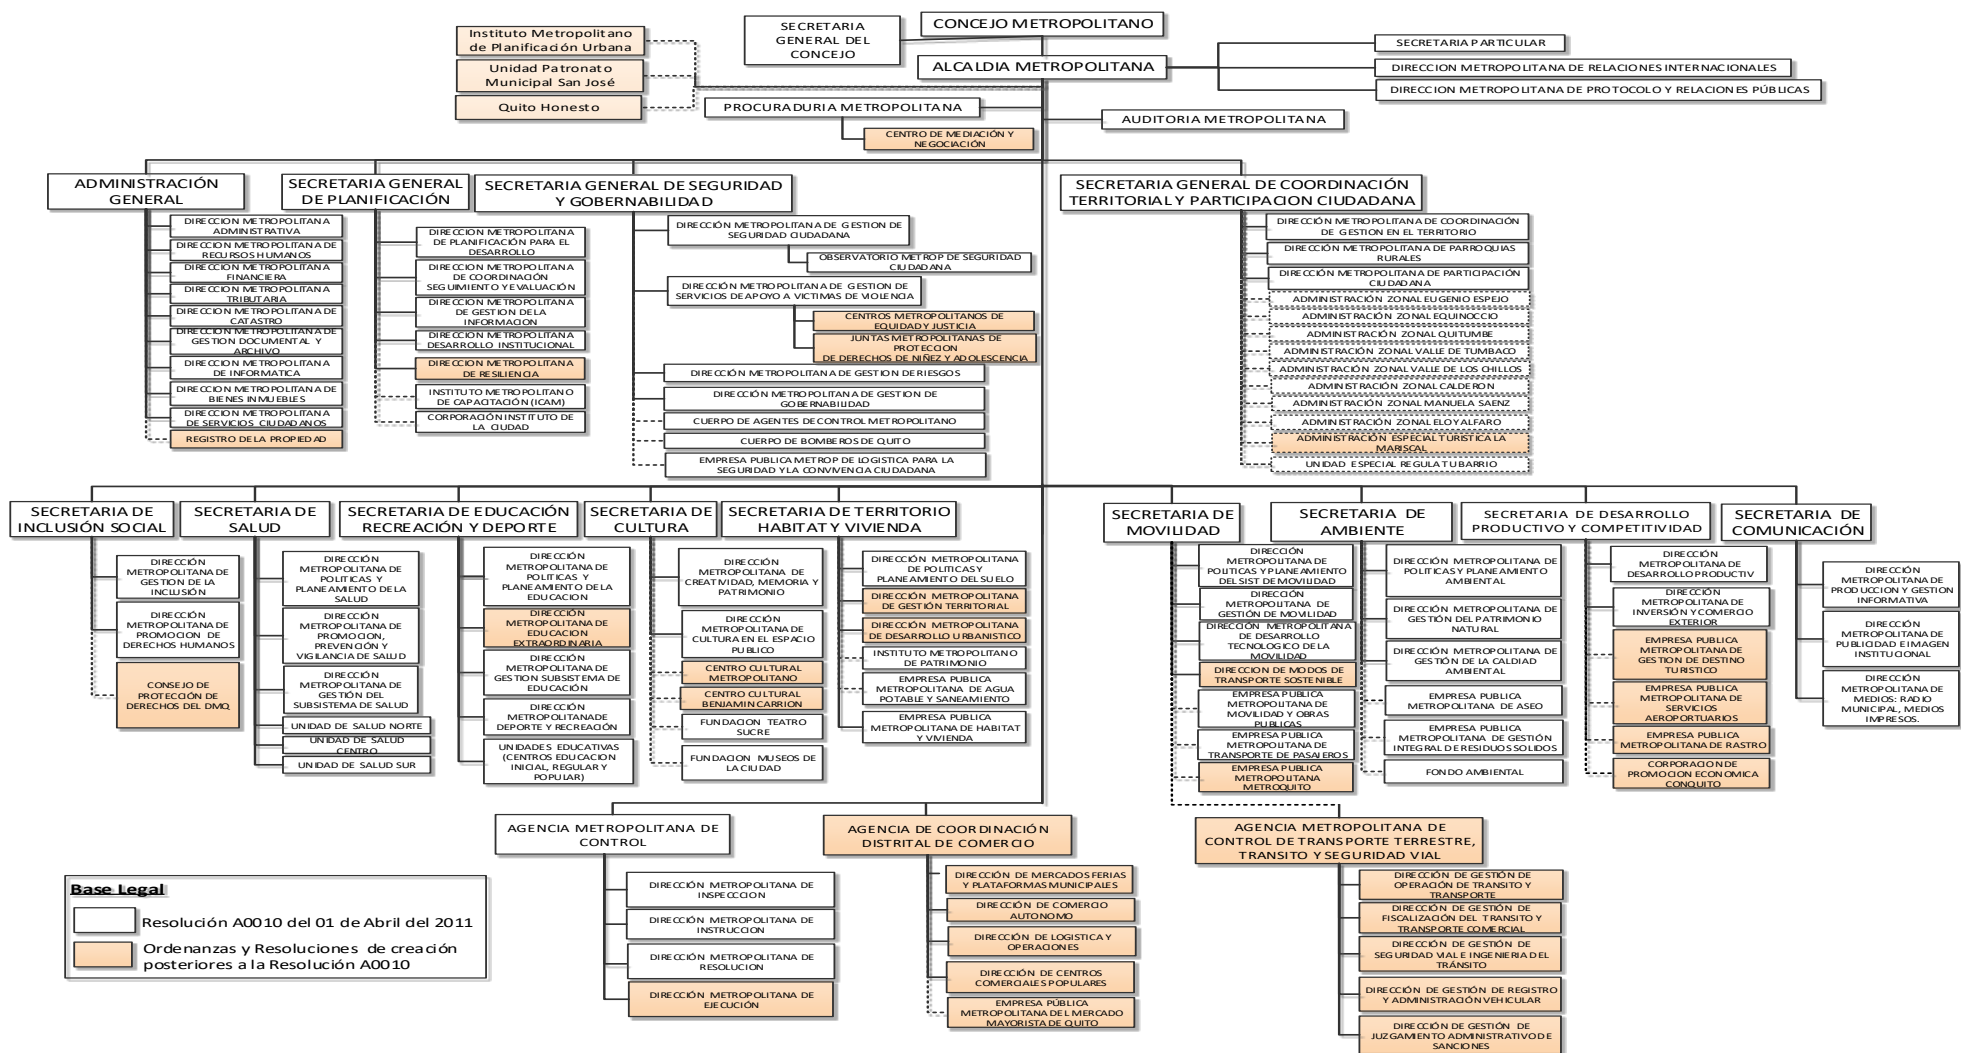 CONCEJO METROPOLITANO
SECRETARIA
GENERAL DEL
CONCEJO
Instituto Metropolitano
de Planificación Urbana
Unidad Patronato
Municipal San José
Quito Honesto
ALCALDIA METROPOLITANA
SECRETARIA PARTICULAR
DIRECCION METROPOLITANA DE RELACIONES INTERNACIONALES
DIRECCION METROPOLITANA DE PROTOCOLO Y RELACIONES PÚBLICAS
PROCURADURIA METROPOLITANA
AUDITORIA METROPOLITANA
CENTRO DE MEDIACIÓN Y
NEGOCIACIÓN
ADMINISTRACIÓN
GENERAL
DIRECCION METROPOLITANA
ADMINISTRATIVA
DIRECCION METROPOLITANA DE
RECURSOS HUMANOS
DIRECCION METROPOLITANA
FINANCIERA
DIRECCION METROPOLITANA
TRIBUTARIA
DIRECCION METROPOLITANA DE
CATASTRO
DIRECCION METROPOLITANA DE
GESTION DOCUMENTAL Y
ARCHIVO
DIRECCION METROPOLITANA
DE INFORMATICA
DIRECCION METROPOLITANA DE
BIENES INMUEBLES
DIRECCION METROPOLITANA
DE SERVICIOS CIUDADANOS
REGISTRO DE LA PROPIEDAD
SECRETARIA GENERAL
DE PLANIFICACIÓN
DIRECCION METROPOLITANA
DE PLANIFICACIÓN PARA EL
DESARROLLO
DIRECCION METROPOLITANA
DE COORDINACIÓN
SEGUIMIENTO Y EVALUACIÓN
DIRECCION METROPOLITANA
DE GESTION DE LA
INFORMACION
DIRECCION METROPOLITANA
DESARROLLO INSTITUCIONAL
DIRECCION METROPOLITANA
DE RESILIENCIA
INSTITUTO METROPOLITANO
DE CAPACITACIÓN (ICAM)
CORPORACIÓN INSTITUTO DE
LA CIUDAD
SECRETARIA GENERAL DE SEGURIDAD
Y GOBERNABILIDAD
DIRECCIÓN METROPOLITANA DE GESTION DE
SEGURIDAD CIUDADANA
OBSERVATORIO METROP DE SEGURIDAD
CIUDADANA
DIRECCIÓN METROPOLITANA DE GESTION DE
SERVICIOS DE APOYO A VICTIMAS DE VIOLENCIA
CENTROS METROPOLITANOS DE
EQUIDAD Y JUSTICIA
JUNTAS METROPOLITANAS DE
PROTECCION
DE DERECHOS DE NIÑEZ Y ADOLESCENCIA
DIRECCIÓN METROPOLITANA DE GESTION DE RIESGOS
DIRECCIÓN METROPOLITANA DE GESTION DE
GOBERNABILIDAD
CUERPO DE AGENTES DE CONTROL METROPOLITANO
CUERPO DE BOMBEROS DE QUITO
EMPRESA PUBLICA METROP DE LOGISTICA PARA LA
SEGURIDAD Y LA CONVIVENCIA CIUDADANA
SECRETARIA GENERAL DE COORDINACIÓN
TERRITORIAL Y PARTICIPACION CIUDADANA
DIRECCIÓN METROPOLITANA DE COORDINACIÓN
DE GESTION EN EL TERRITORIO
DIRECCIÓN METROPOLITANA DE PARROQUIAS
RURALES
DIRECCIÓN METROPOLITANA DE PARTICIPACIÓN
CIUDADANA
ADMINISTRACIÓN ZONAL EUGENIO ESPEJO
ADMINISTRACIÓN ZONAL EQUINOCCIO
ADMINISTRACIÓN ZONAL QUITUMBE
ADMINISTRACIÓN ZONAL VALLE DE TUMBACO
ADMINISTRACIÓN ZONAL VALLE DE LOS CHILLOS
ADMINISTRACIÓN ZONAL CALDERON
ADMINISTRACIÓN ZONAL MANUELA SAENZ
ADMINISTRACIÓN ZONAL ELOY ALFARO
ADMINISTRACIÓN ESPECIAL TURISTICA LA
MARISCAL
UNIDAD ESPECIAL REGULA TU BARRIO
SECRETARIA DE
INCLUSIÓN SOCIAL
DIRECCIÓN
METROPOLITANA DE
GESTION DE LA
INCLUSIÓN
DIRECCIÓN
METROPOLITANA DE
PROMOCION DE
DERECHOS HUMANOS
CONSEJO DE
PROTECCIÓN DE
DERECHOS DEL DMQ
SECRETARIA DE
SALUD
DIRECCIÓN
METROPOLITANA DE
POLITICAS Y
PLANEAMIENTO DE LA
SALUD
DIRECCIÓN
METROPOLITANA DE
PROMOCION,
PREVENCIÓN Y
VIGILANCIA DE SALUD
DIRECCIÓN
METROPOLITANA DE
GESTIÓN DEL
SUBSISTEMA DE SALUD
UNIDAD DE SALUD NORTE
UNIDAD DE SALUD
CENTRO
UNIDAD DE SALUD SUR
SECRETARIA DE EDUCACIÓN
RECREACIÓN Y DEPORTE
DIRECCIÓN
METROPOLITANA DE
POLITICAS Y
PLANEAMIENTO DE LA
EDUCACION
DIRECCIÓN
METROPOLITANA DE
EDUCACION
EXTRAORDINARIA
DIRECCIÓN
METROPOLITANA DE
GESTION SUBSISTEMA DE
EDUCACIÓN
DIRECCIÓN
METROPOLITANA DE
DEPORTE Y RECREACIÓN
UNIDADES EDUCATIVAS
(CENTROS EDUCACION
INICIAL, REGULAR Y
POPULAR)
SECRETARIA DE
CULTURA
DIRECCIÓN
METROPOLITANA DE
CREATIVIDAD, MEMORIA Y
PATRIMONIO
DIRECCIÓN
METROPOLITANA DE
CULTURA EN EL ESPACIO
PUBLICO
CENTRO CULTURAL
METROPOLITANO
CENTRO CULTURAL
BENJAMIN CARRION
FUNDACION TEATRO
SUCRE
FUNDACION MUSEOS DE
LA CIUDAD
SECRETARIA DE TERRITORIO
HABITAT Y VIVIENDA
DIRECCIÓN METROPOLITANA
DE POLITICAS Y
PLANEAMIENTO DEL SUELO
DIRECCIÓN METROPOLITANA
DE GESTIÓN TERRITORIAL
DIRECCIÓN METROPOLITANA
DE DESARROLLO URBANISTICO
INSTITUTO METROPOLITANO
DE PATRIMONIO
EMPRESA PUBLICA
METROPOLITANA DE AGUA
POTABLE Y SANEAMIENTO
EMPRESA PUBLICA
METROPOLITANA DE HABITAT
Y VIVIENDA
SECRETARIA DE
MOVILIDAD
DIRECCIÓN
METROPOLITANA DE
POLITICAS Y PLANEAMIENTO
DEL SIST DE MOVILIDAD
DIRECCIÓN
METROPOLITANA DE
GESTIÓN DE MOVILIDAD
DIRECCIÓN METROPOLITANA
DE DESARROLLO
TECNOLOGICO DE LA
MOVILIDAD
DIRECCION DE MODOS DE
TRANSPORTE SOSTENIBLE
EMPRESA PUBLICA
METROPOLITANA DE
MOVILIDAD Y OBRAS
PUBLICAS
EMPRESA PUBLICA
METROPOLITANA DE
TRANSPORTE DE PASAJEROS
EMPRESA PUBLICA
METROPOLITANA
METROQUITO
SECRETARIA DE
AMBIENTE
DIRECCIÓN METROPOLITANA DE
POLITICAS Y PLANEAMIENTO
AMBIENTAL
DIRECCIÓN METROPOLITANA DE
GESTIÓN DEL PATRIMONIO
NATURAL
DIRECCIÓN METROPOLITANA DE
GESTIÓN DE LA CALDIAD
AMBIENTAL
EMPRESA PUBLICA
METROPOLITANA DE ASEO
EMPRESA PUBLICA
METROPOLITANA DE GESTIÓN
INTEGRAL DE RESIDUOS SOLIDOS
FONDO AMBIENTAL
SECRETARIA DE DESARROLLO
PRODUCTIVO Y COMPETITIVIDAD
DIRECCIÓN
METROPOLITANA DE
DESARROLLO PRODUCTIV
DIRECCIÓN
METROPOLITANA DE
INVERSIÓN Y COMERCIO
EXTERIOR
EMPRESA PUBLICA
METROPOLITANA DE
GESTION DE DESTINO
TURISTICO
EMPRESA PUBLICA
METROPOLITANA DE
SERVICIOS
AEROPORTUARIOS
EMPRESA PUBLICA
METROPOLITANA DE RASTRO
CORPORACION DE
PROMOCION ECONOMICA
CONQUITO
SECRETARIA DE
COMUNICACIÓN
DIRECCIÓN
METROPOLITANA DE
PRODUCCION Y GESTION
INFORMATIVA
DIRECCIÓN
METROPOLITANA DE
PUBLICIDAD E IMAGEN
INSTITUCIONAL
DIRECCIÓN
METROPOLITANA DE
MEDIOS: RADIO
MUNICIPAL, MEDIOS
IMPRESOS.
AGENCIA METROPOLITANA DE
CONTROL
DIRECCIÓN METROPOLITANA DE
INSPECCCION
DIRECCIÓN METROPOLITANA DE
INSTRUCCION
DIRECCIÓN METROPOLITANA DE
RESOLUCION
DIRECCIÓN METROPOLITANA DE
EJECUCIÓN
AGENCIA DE COORDINACIÓN
DISTRITAL DE COMERCIO
DIRECCIÓN DE MERCADOS FERIAS
Y PLATAFORMAS MUNICIPALES
DIRECCIÓN DE COMERCIO
AUTONOMO
DIRECCIÓN DE LOGISTICA Y
OPERACIONES
DIRECCIÓN DE CENTROS
COMERCIALES POPULARES
EMPRESA PÚBLICA
METROPOLITANA DEL MERCADO
MAYORISTA DE QUITO
AGENCIA METROPOLITANA DE
CONTROL DE TRANSPORTE TERRESTRE,
TRANSITO Y SEGURIDAD VIAL
DIRECCIÓN DE GESTIÓN DE
OPERACIÓN DE TRANSITO Y
TRANSPORTE
DIRECCIÓN DE GESTIÓN DE
FISCALIZACIÓN DEL TRANSITO Y
TRANSPORTE COMERCIAL
DIRECCIÓN DE GESTIÓN DE
SEGURIDAD VIAL E INGENIERIA DEL
TRÁNSITO
DIRECCIÓN DE GESTIÓN DE REGISTRO
Y ADMINISTRACIÓN VEHICULAR
DIRECCIÓN DE GESTIÓN DE
JUZGAMIENTO ADMINISTRATIVO DE
SANCIONES
Base Legal
Resolución A0010 del 01 de Abril del 2011
Ordenanzas y Resoluciones de creación
posteriores a la Resolución A0010